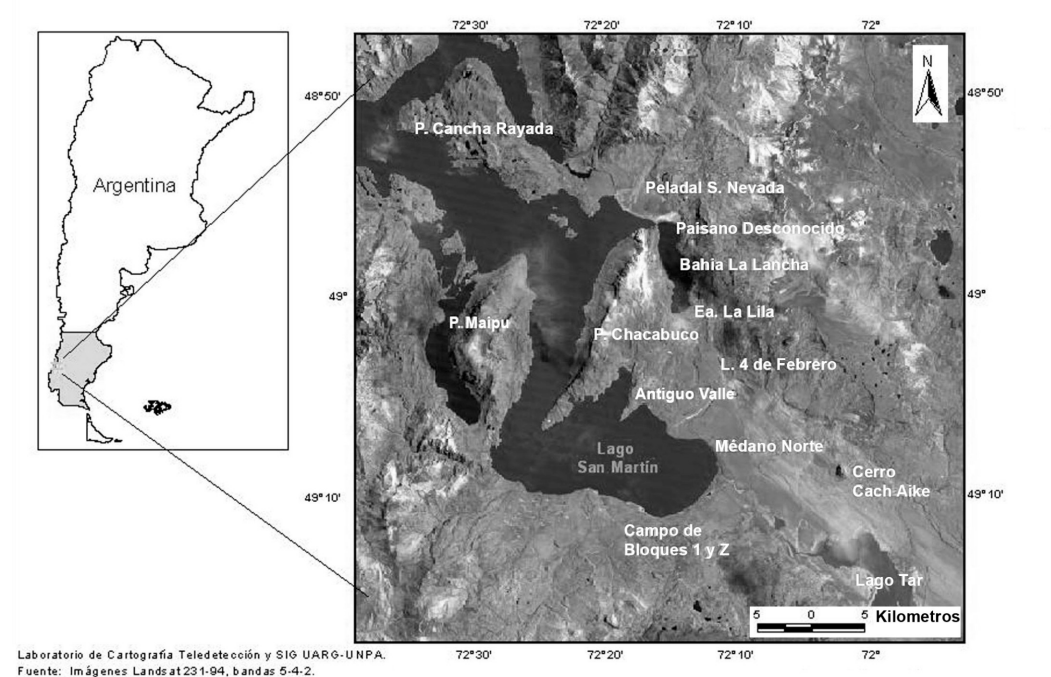 72°30' 72°20' 72°10' 72°
48°50' 48°50'
N
P. Cancha Rayada
Argentina
Peladal S. Nevada
Paisano Desconocido
Bahia La Lancha
49° 49°
Ea. La Lila
P. Maipu
P. Chacabuco
L. 4 de Febrero
Antiguo Valle
Médano Norte
Lago
San Martín
Cerro
Cach Aike
49°10' 49°10'
Campo de
Bloques 1 y Z
Lago Tar
5 0 5
Kilometros
72°30' 72°20' 72°10' 72°
Laboratorio de Cartografía Teledetección y SIG UARG-UNPA.
Fuente: Imágenes Landsat 231-94, bandas 5-4-2.